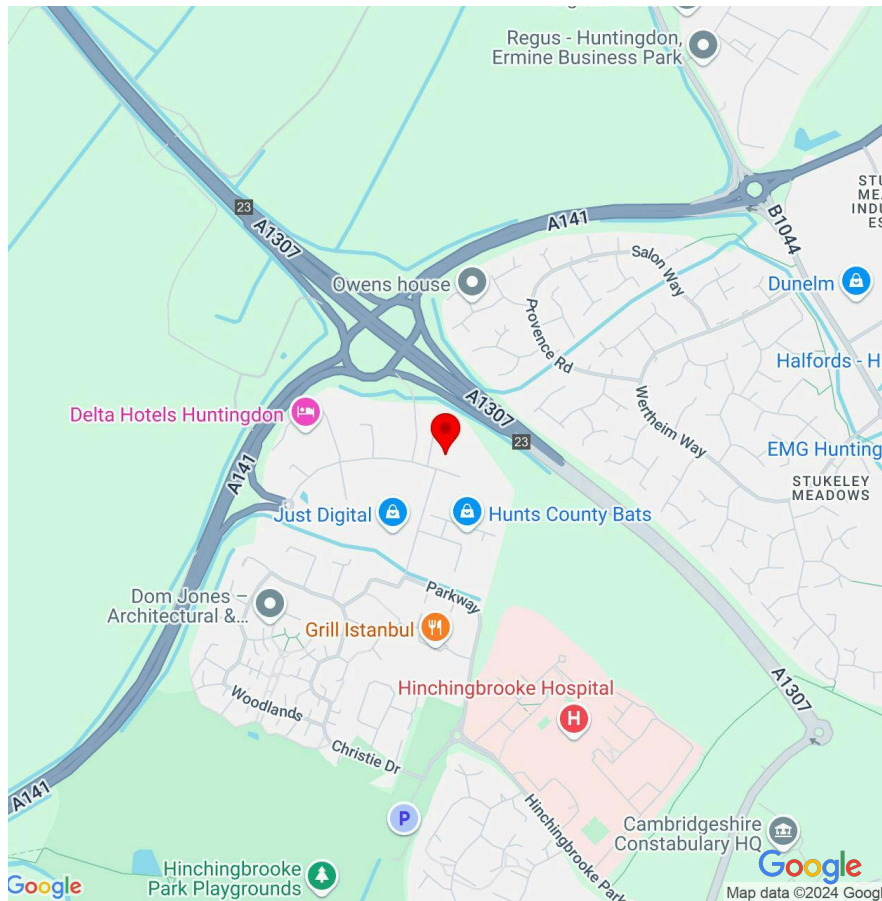 Regus - Huntingdon,
Ermine Business Park
STU
ME
INDU
ES
23
A1307
A141
B1044
Salon Way
Owens house
Dunelm
Provence Rd
Halfords - H
Wertheim Way
A1307
Delta Hotels Huntingdon
23
EMG Hunting
A141
STUKELEY
MEADOWS
Just Digital
Hunts County Bats
Dom Jones –
Architectural &...
Parkway
Grill Istanbul
Hinchingbrooke Hospital
H
Woodlands
A1307
Christie Dr
A141
P
Hinchingbrooke Park
Cambridgeshire
Constabulary HQ
Hinchingbrooke
Park Playgrounds
Google
Google
Map data ©2024 Googl